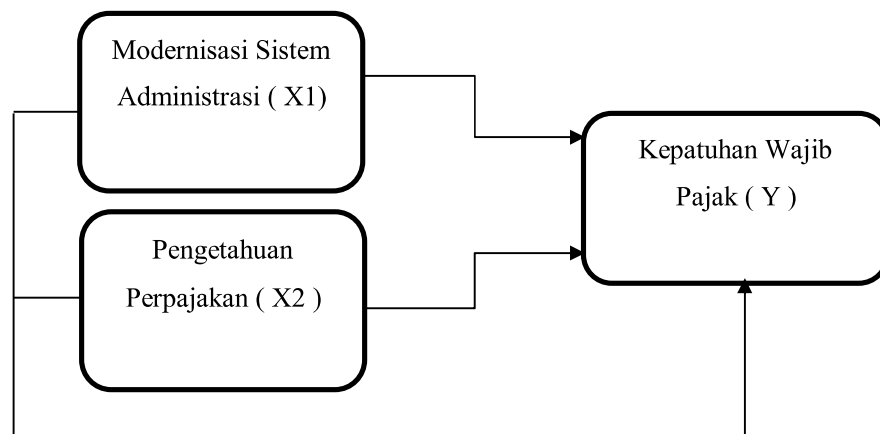 Modernisasi Sistem
Administrasi ( X1)
Kepatuhan Wajib
Pajak ( Y )
Pengetahuan
Perpajakan ( X2 )